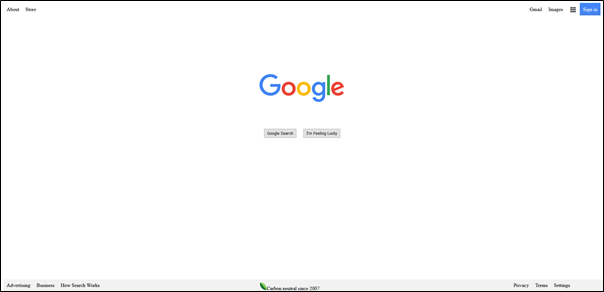 About Store Gmail Images Sign in
Google
Google Search I'm Feeling Lucky
Advertising Business How Search Works Carbon neutral since 2007 Privacy Terms Settings